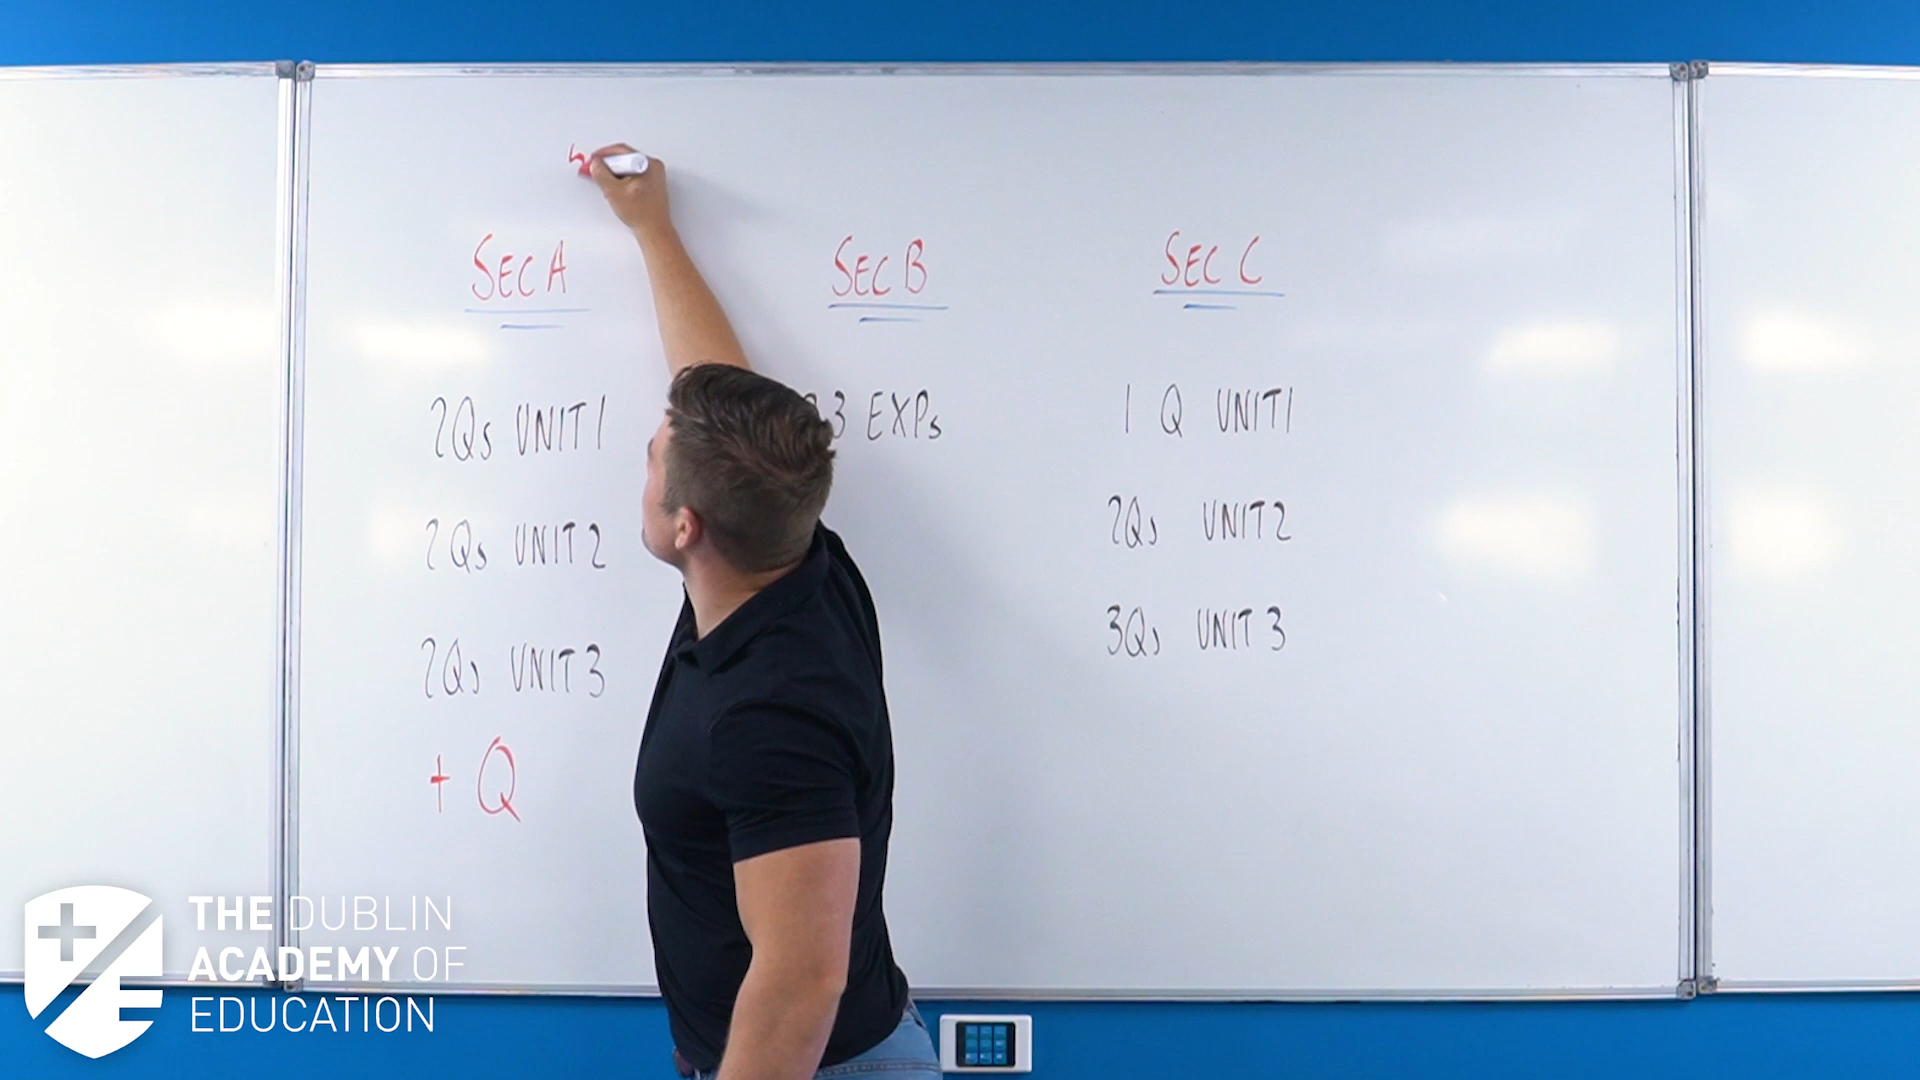 SEC A
2Qs UNIT 1
2Qs UNIT 2
2Qs UNIT 3
+ Q
SEC B
3 EXPs
SEC C
1 Q UNIT 1
2Qs UNIT 2
3Qs UNIT 3
THE DUBLIN
ACADEMY OF
EDUCATION